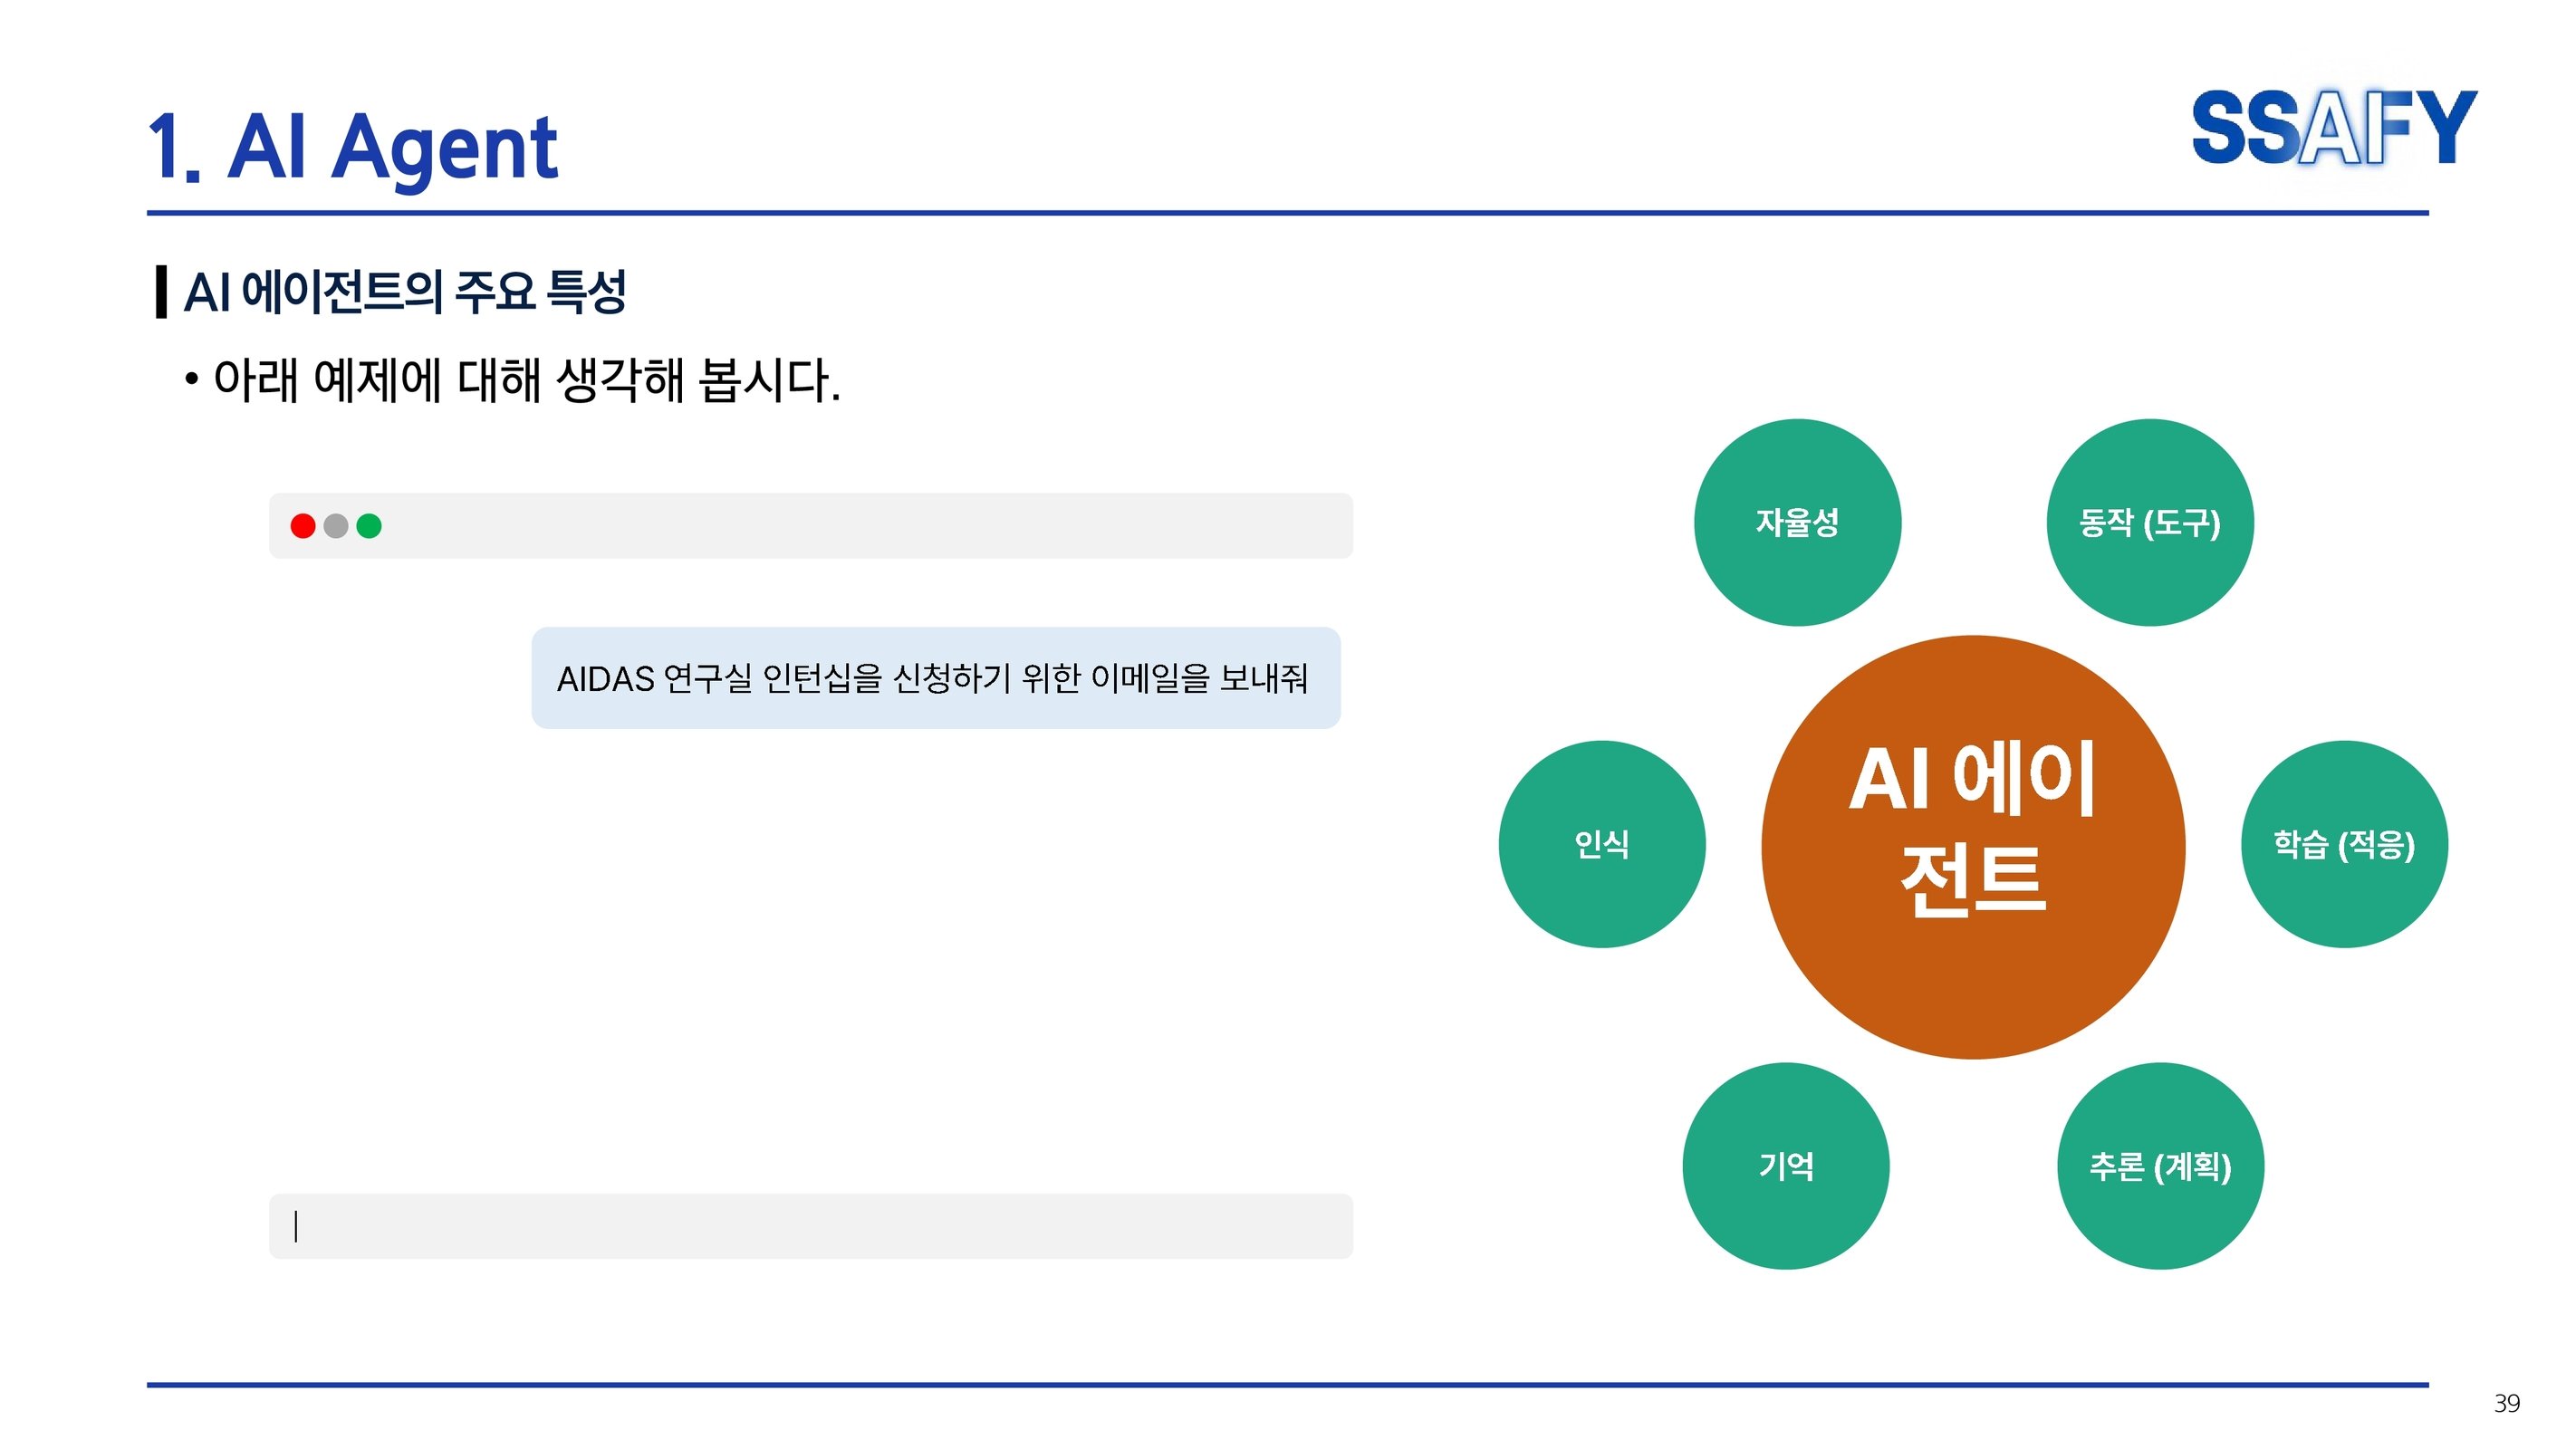 1. AI Agent
SSAFY
AI 에이전트의 주요 특성
• 아래 예제에 대해 생각해 봅시다.
AIDAS 연구실 인턴십을 신청하기 위한 이메일을 보내줘
자율성
동작 (도구)
인식
AI 에이
전트
학습 (적응)
기억
추론 (계획)
39